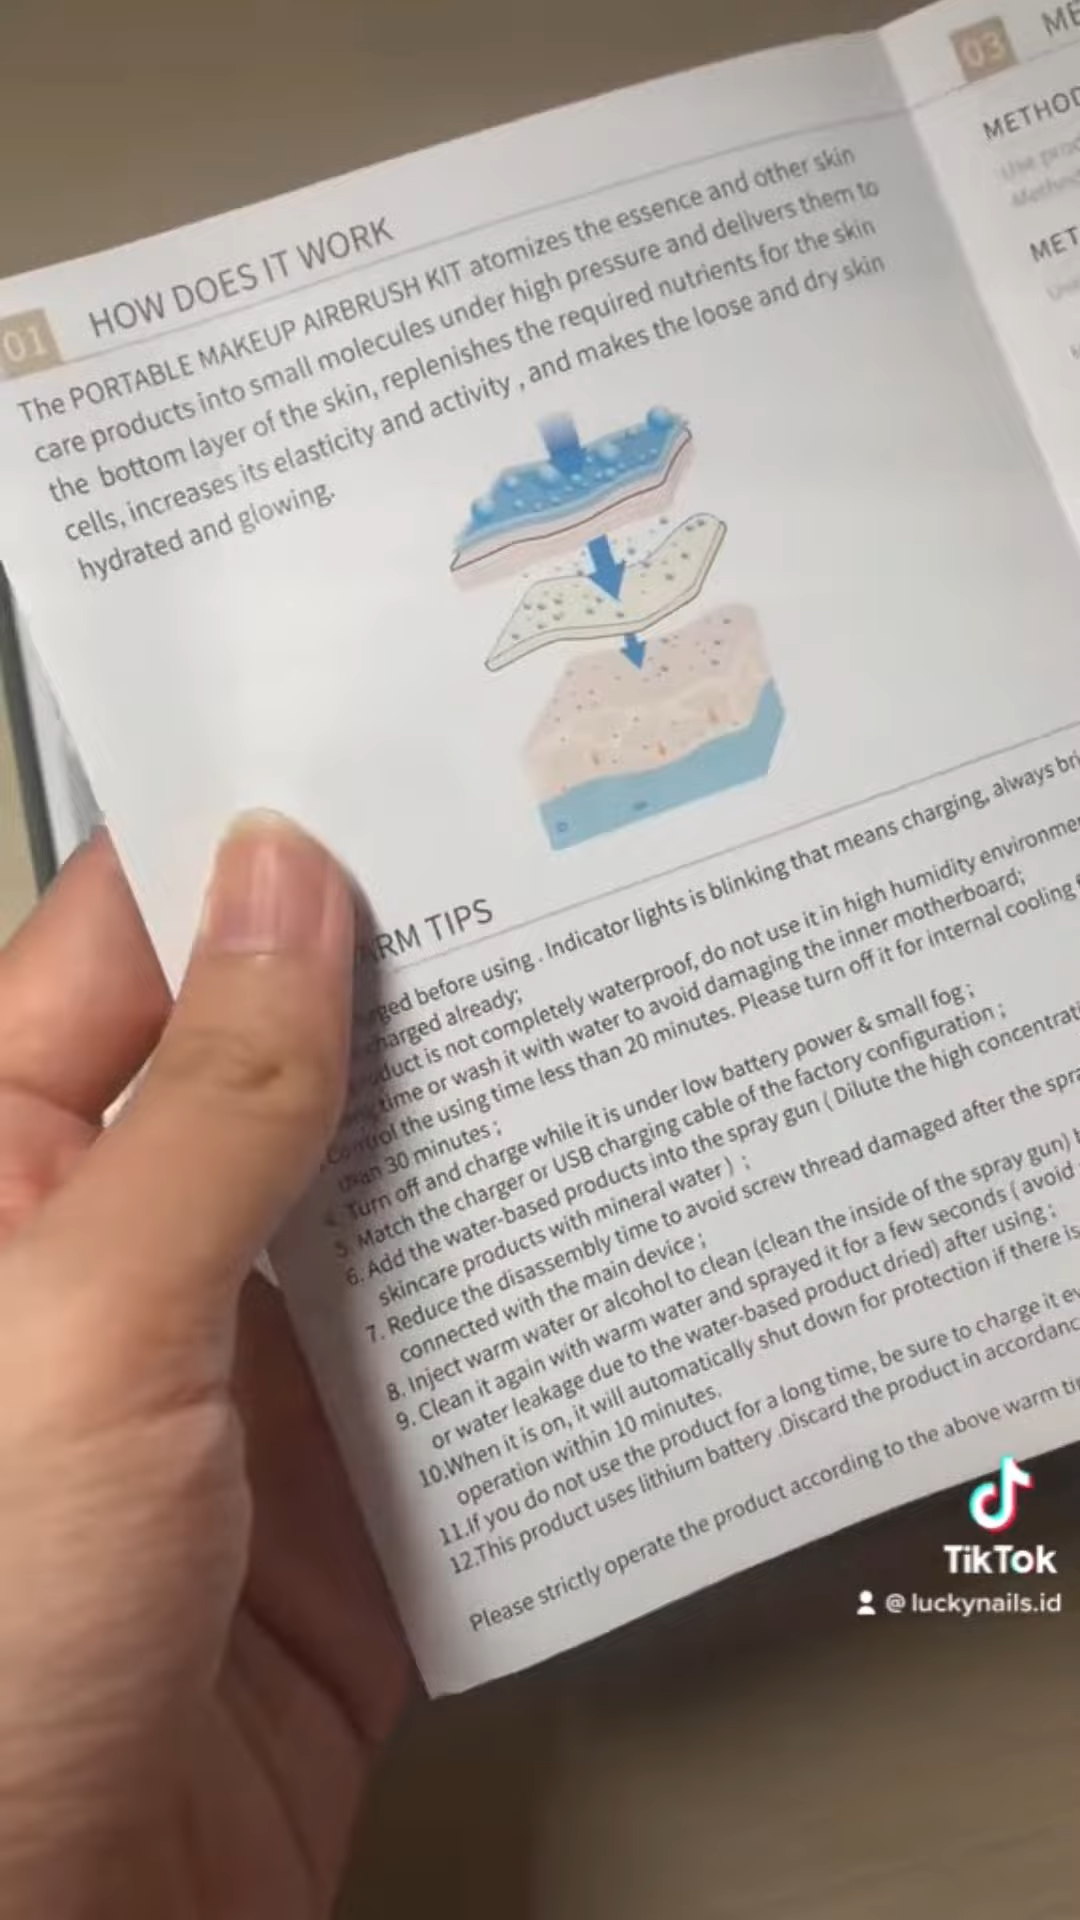 01 HOW DOES IT WORK
The PORTABLE MAKEUP AIRBRUSH KIT atomizes the essence and other skin
care products into small molecules under high pressure and delivers them to
the bottom layer of the skin, replenishes the required nutrients for the skin
cells, increases its elasticity and activity , and makes the loose and dry skin
hydrated and glowing.
ARM TIPS
rged before using . Indicator lights is blinking that means charging, always bri
charged already;
oduct is not completely waterproof, do not use it in high humidity environme
time or wash it with water to avoid damaging the inner motherboard;
Control the using time less than 20 minutes. Please turn off it for internal cooling
than 30 minutes ;
4. Turn off and charge while it is under low battery power & small fog ;
5. Match the charger or USB charging cable of the factory configuration ;
6. Add the water-based products into the spray gun ( Dilute the high concentrati
skincare products with mineral water ) ;
7. Reduce the disassembly time to avoid screw thread damaged after the spra
connected with the main device ;
8. Inject warm water or alcohol to clean (clean the inside of the spray gun)
9. Clean it again with warm water and sprayed it for a few seconds ( avoid
or water leakage due to the water-based product dried) after using ;
10.When it is on, it will automatically shut down for protection if there is
operation within 10 minutes.
11.If you do not use the product for a long time, be sure to charge it ev
12.This product uses lithium battery .Discard the product in accordanc
Please strictly operate the product according to the above warm ti
03 ME
METHOD
Use prod
Method
MET
TikTok
@luckynails.id